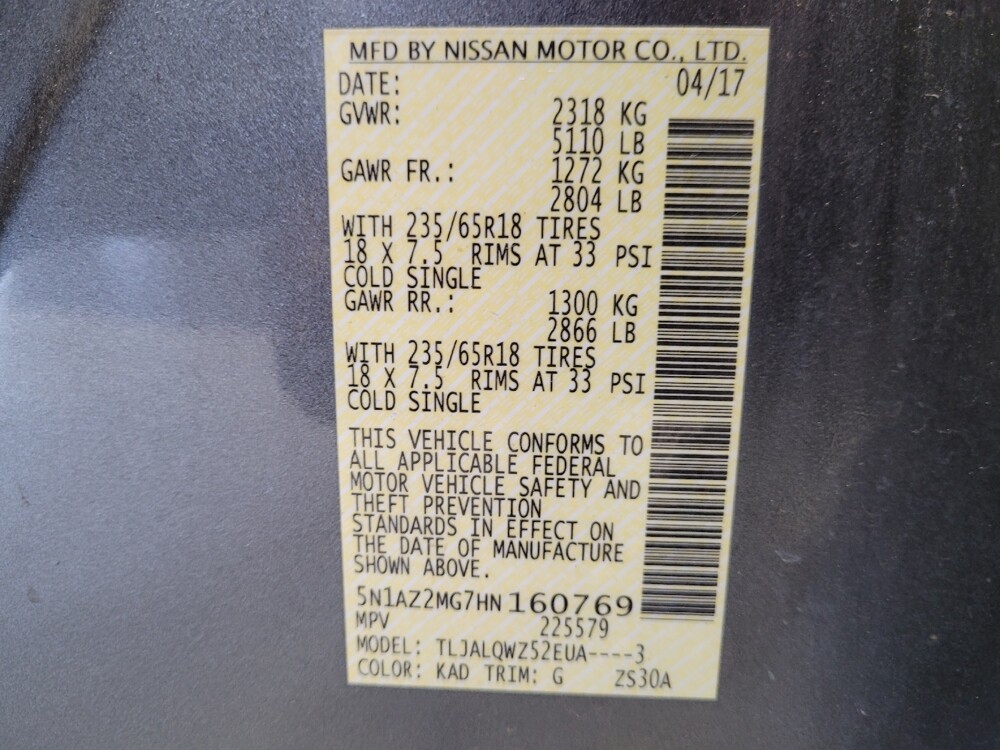 MFD BY NISSAN MOTOR CO., LTD.
DATE: 04/17
GVWR: 2318 KG
5110 LB
GAWR FR.: 1272 KG
2804 LB
WITH 235/65R18 TIRES
18 X 7.5 RIMS AT 33 PSI
COLD SINGLE
GAWR RR.: 1300 KG
2866 LB
WITH 235/65R18 TIRES
18 X 7.5 RIMS AT 33 PSI
COLD SINGLE
THIS VEHICLE CONFORMS TO
ALL APPLICABLE FEDERAL
MOTOR VEHICLE SAFETY AND
THEFT PREVENTION
STANDARDS IN EFFECT ON
THE DATE OF MANUFACTURE
SHOWN ABOVE.
5N1AZ2MG7HN160769
MPV 225579
MODEL: TLJALQWZ52EUA----3
COLOR: KAD TRIM: G ZS30A